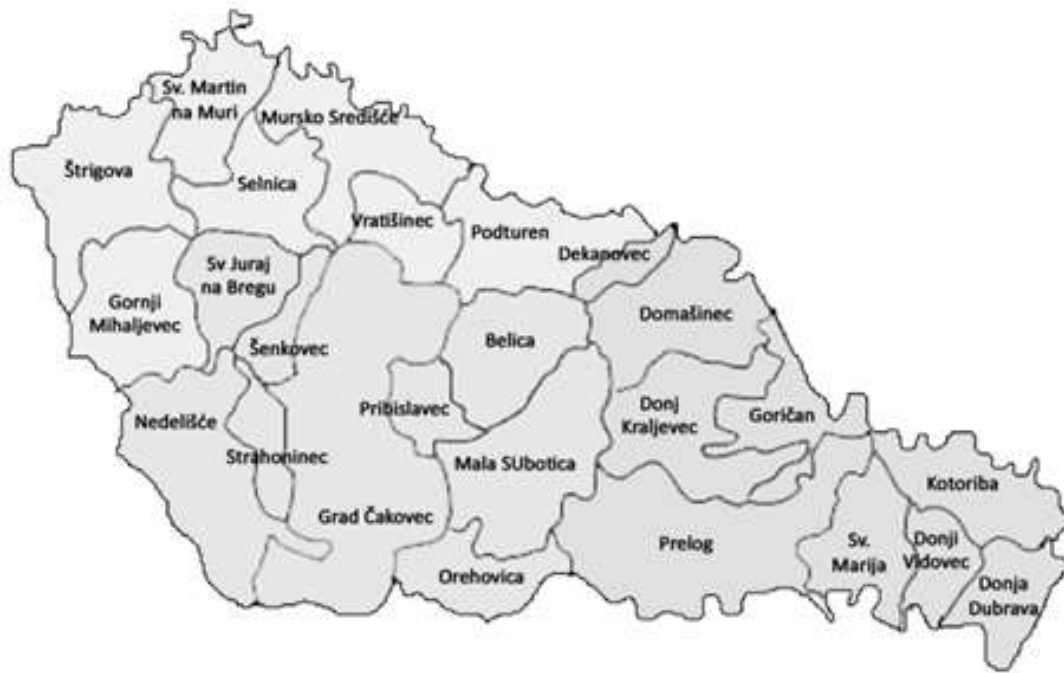 Sv. Martin
na Muri
Mursko Središće
Štrigova
Selnica
Vratišinec
Podturen
Dekanovec
Sv Juraj
na Bregu
Gornji
Mihaljevec
Domašinec
Šenkovec
Belica
Pribislavec
Donj
Kraljevec
Goričan
Nedelišće
Strahoninec
Mala SUbotica
Kotoriba
Grad Čakovec
Prelog
Sv.
Marija
Donji
Vidovec
Orehovica
Donja
Dubrava